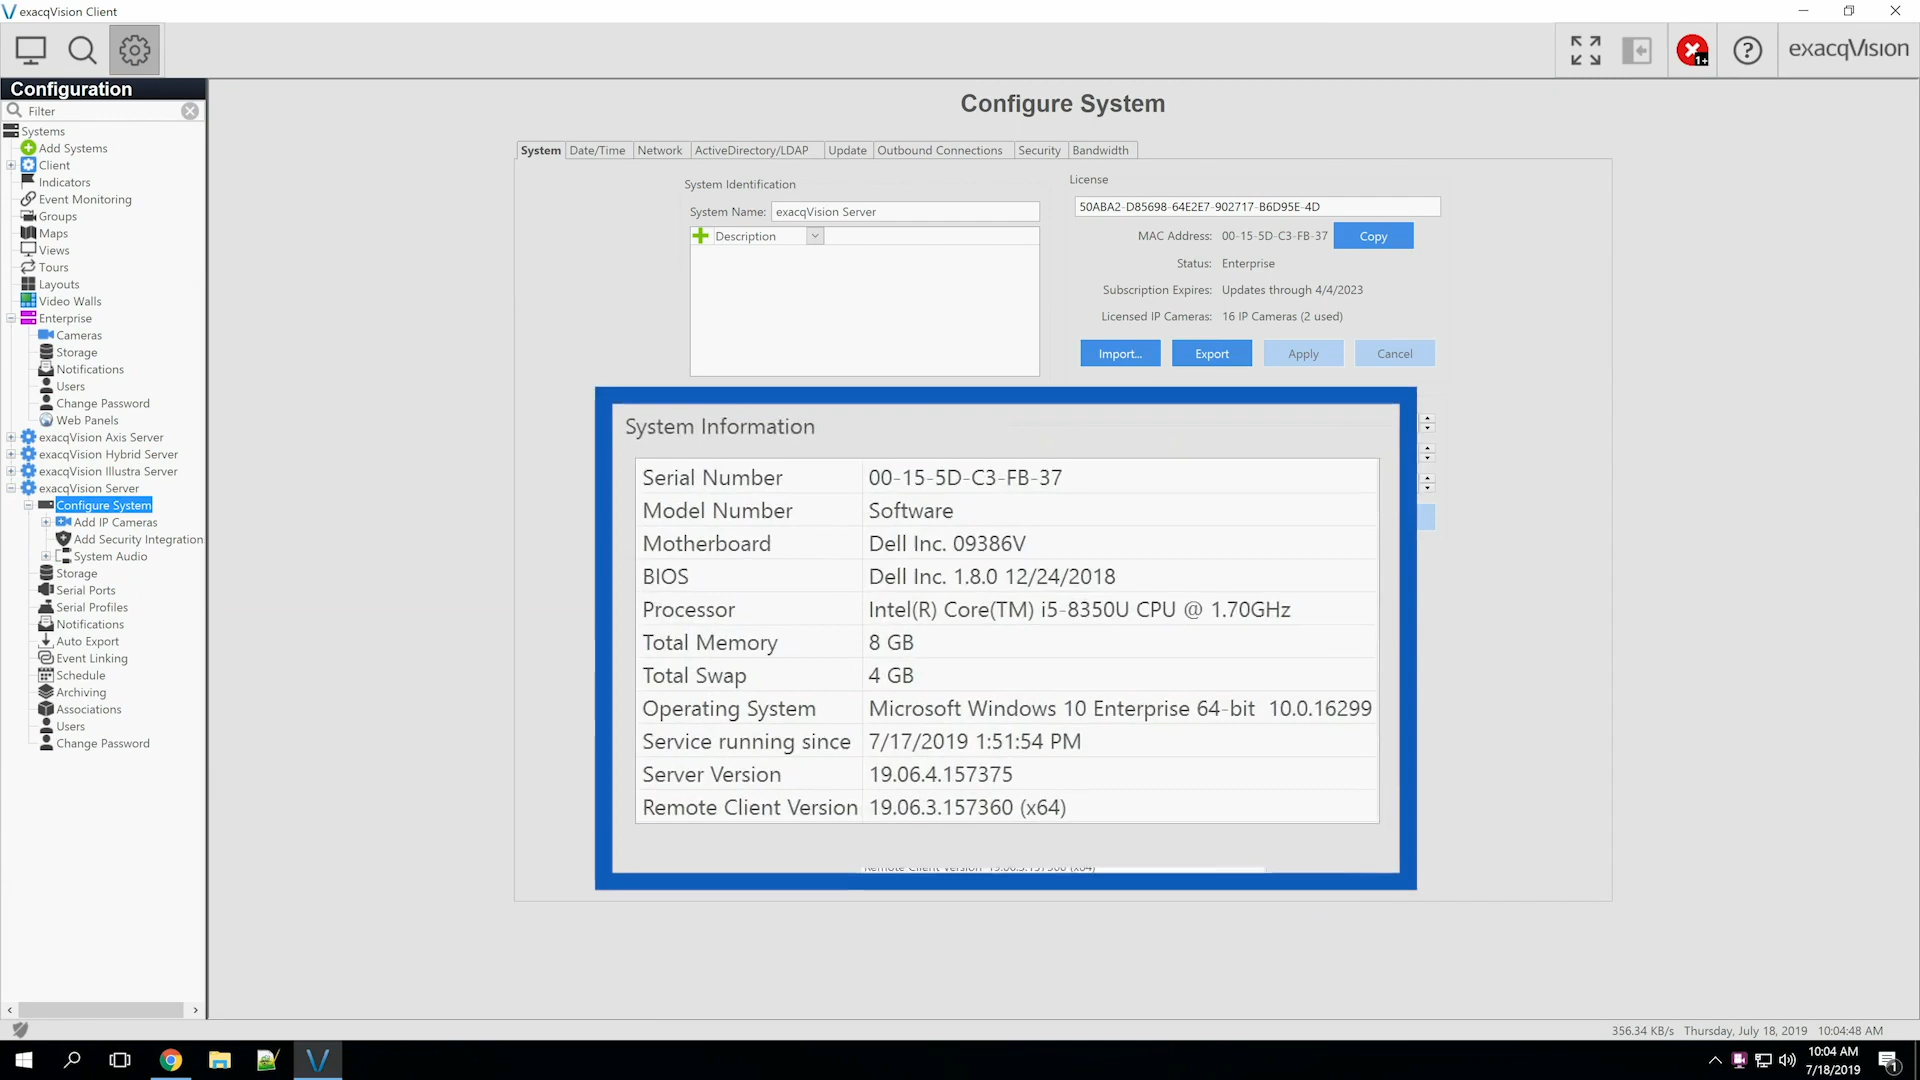 exacqVision Client
1+
?
exacqVision
Configuration
Filter
Systems
Add Systems
Client
Indicators
Event Monitoring
Groups
Maps
Views
Tours
Layouts
Video Walls
Enterprise
Cameras
Storage
Notifications
Users
Change Password
Web Panels
exacqVision Axis Server
exacqVision Hybrid Server
exacqVision Illustra Server
exacqVision Server
Configure System
Add IP Cameras
Add Security Integration
System Audio
Storage
Serial Ports
Serial Profiles
Notifications
Auto Export
Event Linking
Schedule
Archiving
Associations
Users
Change Password
Configure System
System Date/Time Network ActiveDirectory/LDAP Update Outbound Connections Security Bandwidth
System Identification
System Name: exacqVision Server
Description
License
50ABA2-D85698-64E2E7-902717-B6D95E-4D
MAC Address: 00-15-5D-C3-FB-37 Copy
Status: Enterprise
Subscription Expires: Updates through 4/4/2023
Licensed IP Cameras: 16 IP Cameras (2 used)
Import... Export Apply Cancel
System Information
Serial Number 00-15-5D-C3-FB-37
Model Number Software
Motherboard Dell Inc. 09386V
BIOS Dell Inc. 1.8.0 12/24/2018
Processor Intel(R) Core(TM) i5-8350U CPU @ 1.70GHz
Total Memory 8 GB
Total Swap 4 GB
Operating System Microsoft Windows 10 Enterprise 64-bit 10.0.16299
Service running since 7/17/2019 1:51:54 PM
Server Version 19.06.4.157375
Remote Client Version 19.06.3.157360 (x64)
Remote Client Version 19.06.3.157360 (x64)
356.34 KB/s Thursday, July 18, 2019 10:04:48 AM
10:04 AM
7/18/2019
1